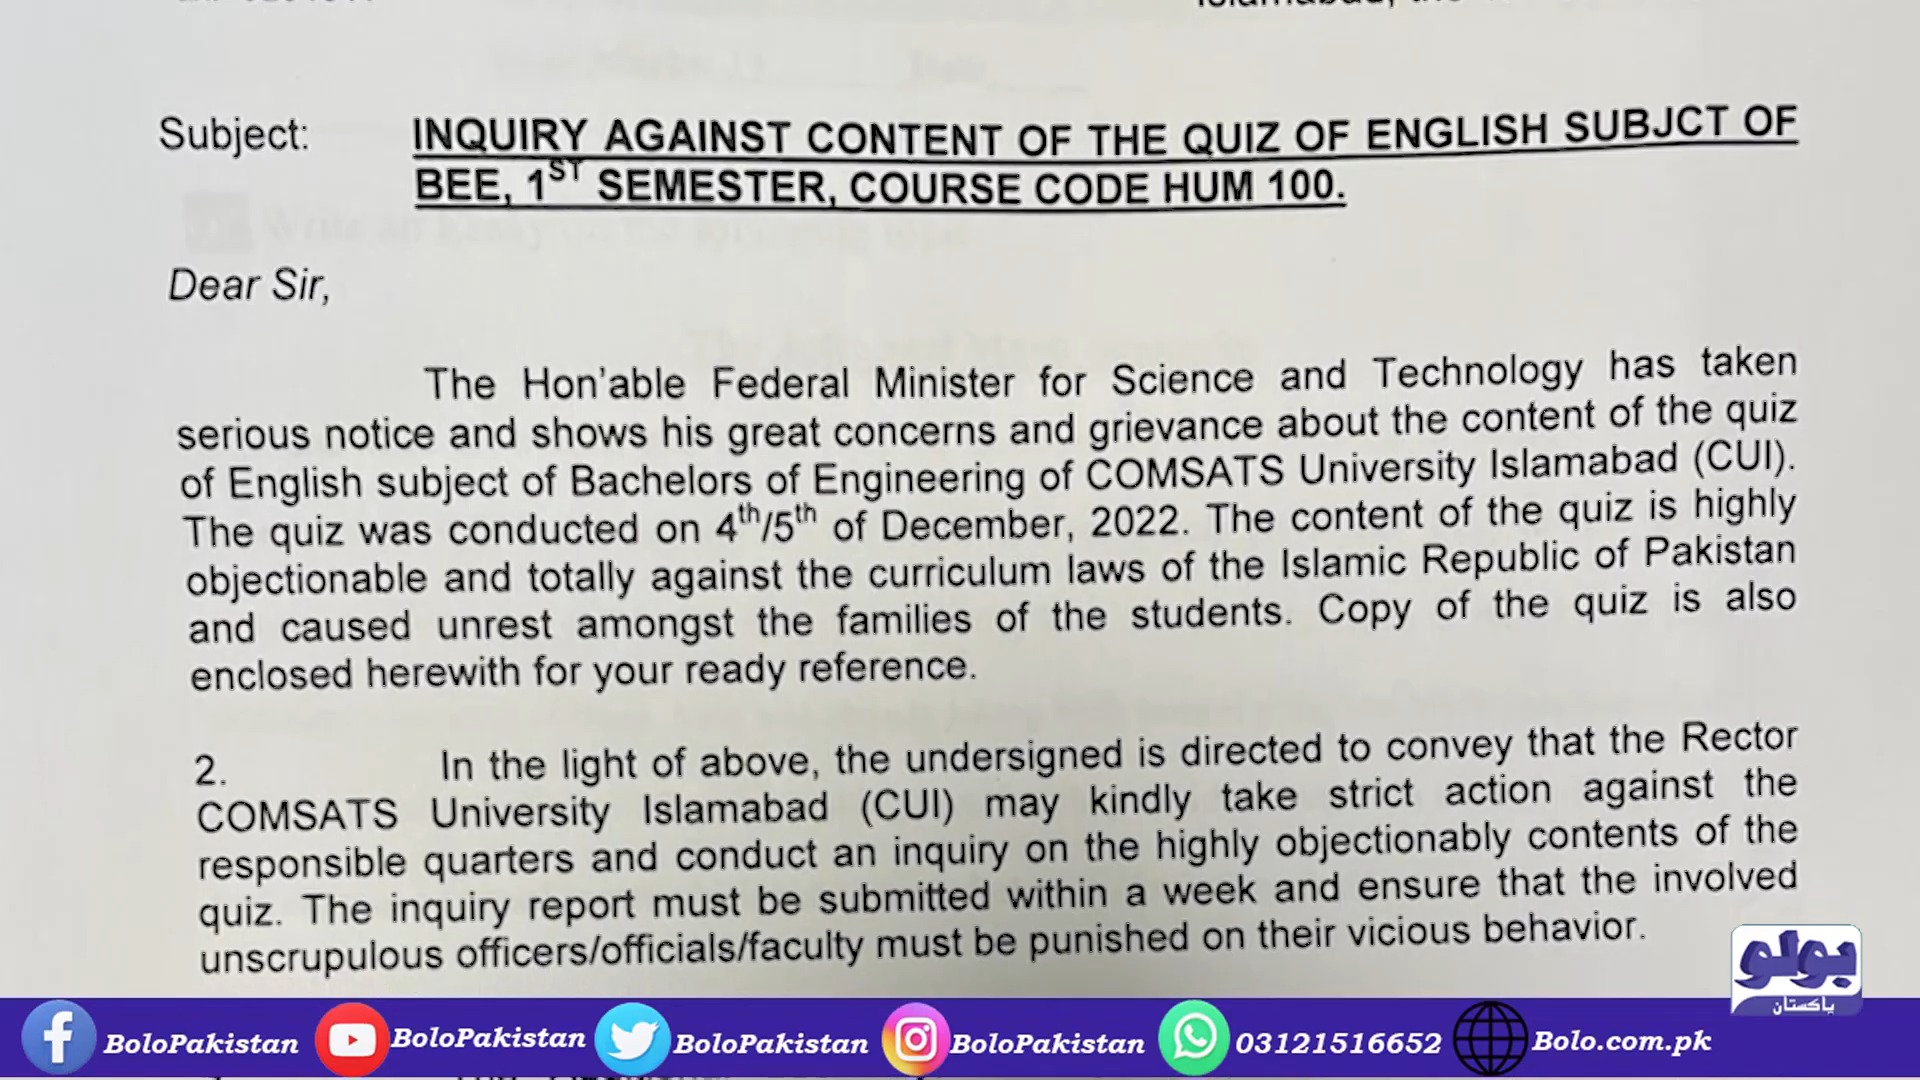 Islamabad, the
Subject: INQUIRY AGAINST CONTENT OF THE QUIZ OF ENGLISH SUBJCT OF
BEE, 1ST SEMESTER, COURSE CODE HUM 100.
Dear Sir,
The Hon'able Federal Minister for Science and Technology has taken
serious notice and shows his great concerns and grievance about the content of the quiz
of English subject of Bachelors of Engineering of COMSATS University Islamabad (CUI).
The quiz was conducted on 4th/5th of December, 2022. The content of the quiz is highly
objectionable and totally against the curriculum laws of the Islamic Republic of Pakistan
and caused unrest amongst the families of the students. Copy of the quiz is also
enclosed herewith for your ready reference.
2. In the light of above, the undersigned is directed to convey that the Rector
COMSATS University Islamabad (CUI) may kindly take strict action against the
responsible quarters and conduct an inquiry on the highly objectionably contents of the
quiz. The inquiry report must be submitted within a week and ensure that the involved
unscrupulous officers/officials/faculty must be punished on their vicious behavior.
بولو
پاکستان
BoloPakistan BoloPakistan BoloPakistan BoloPakistan 03121516652 Bolo.com.pk